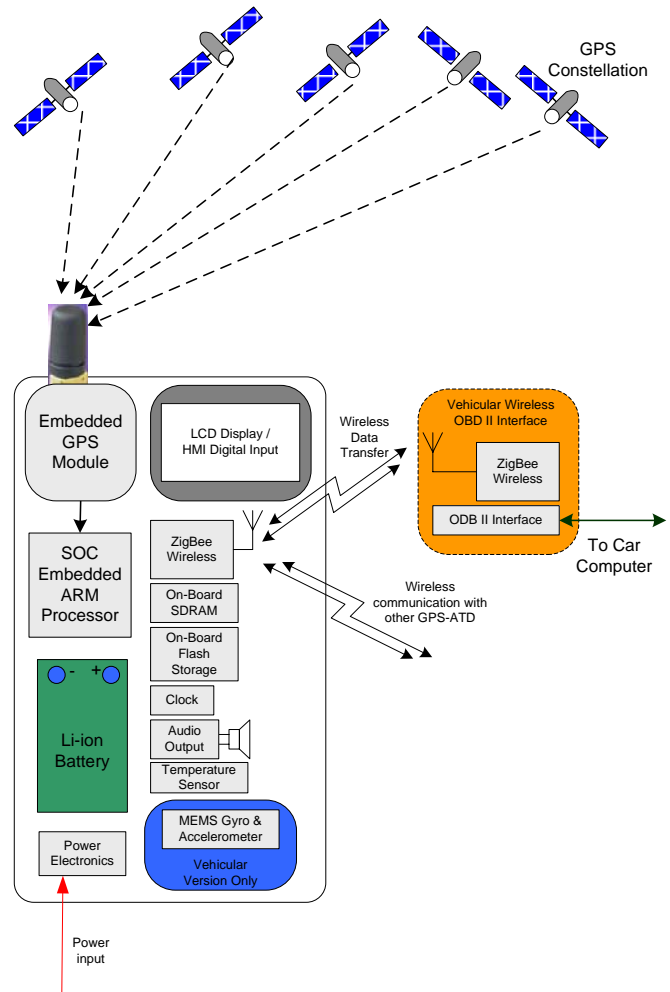 GPS
Constellation
Embedded
GPS
Module
LCD Display /
HMI Digital Input
Wireless
Data
Transfer
Vehicular Wireless
OBD II Interface
ZigBee
Wireless
ODB II Interface
To Car
Computer
SOC
Embedded
ARM
Processor
ZigBee
Wireless
Wireless
communication with
other GPS-ATD
On-Board
SDRAM
On-Board
Flash
Storage
- +
Li-ion
Battery
Clock
Audio
Output
Temperature
Sensor
MEMS Gyro &
Accelerometer
Vehicular
Version Only
Power
Electronics
Power
input